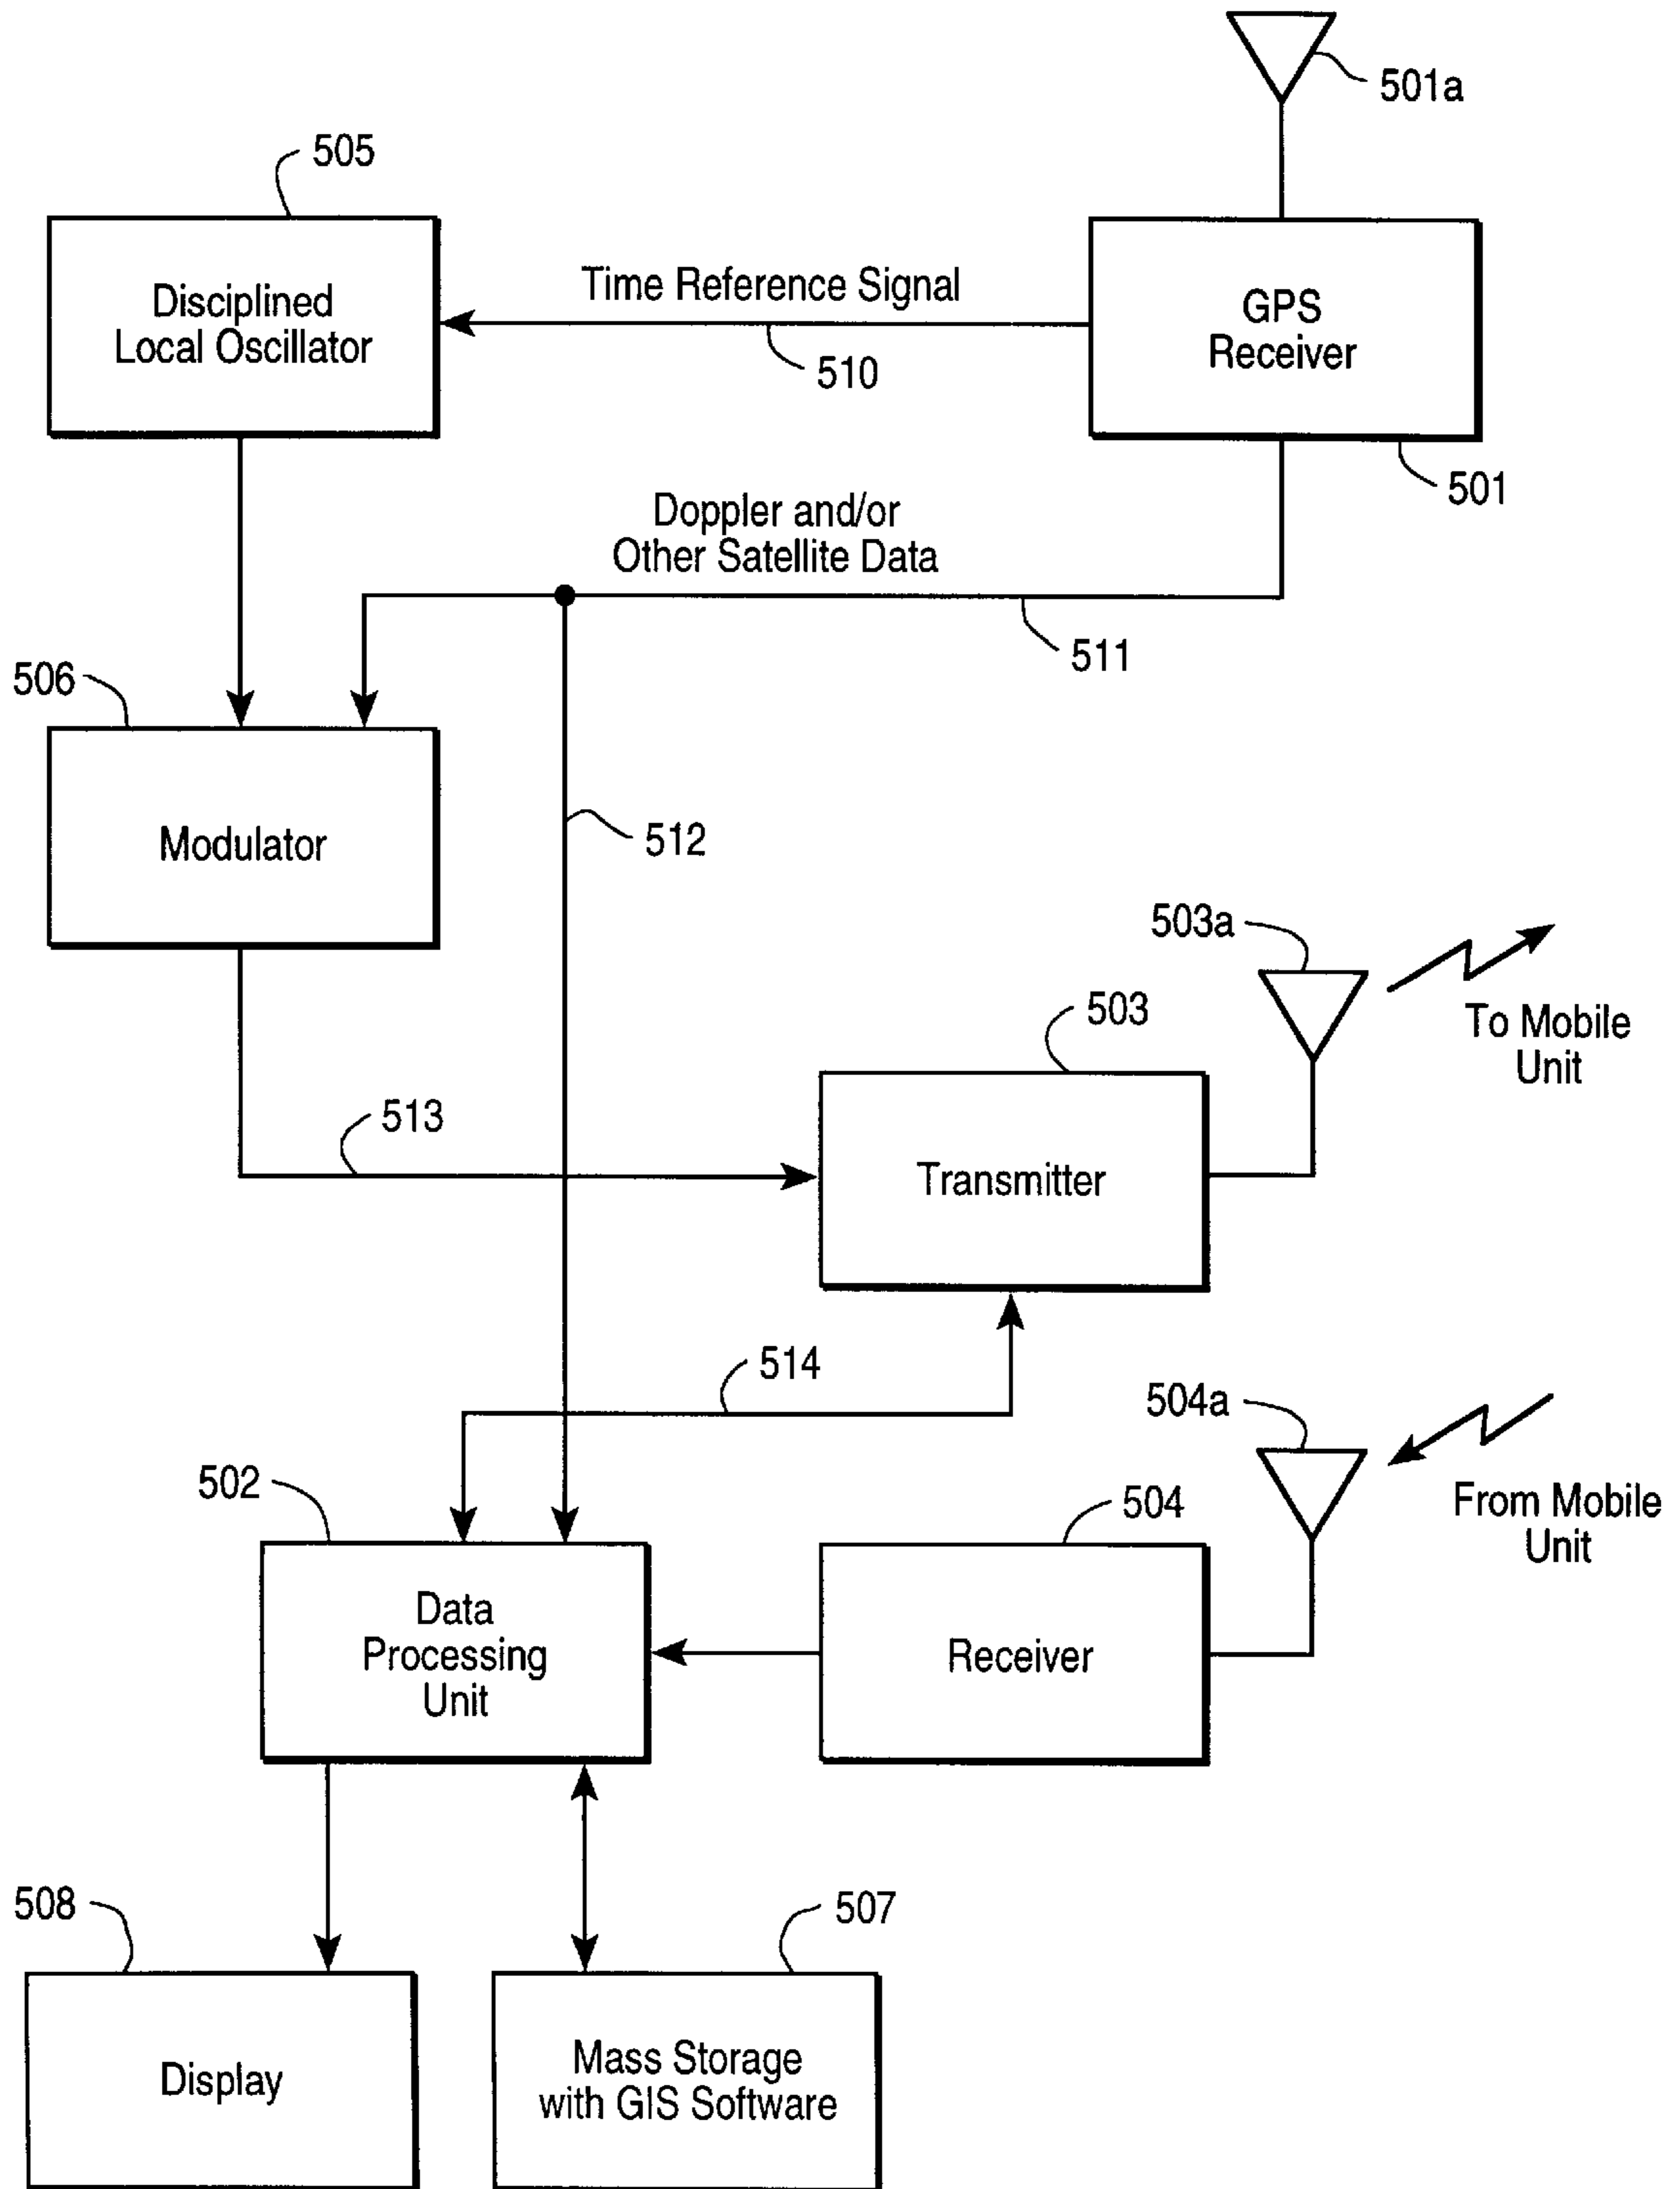 501a
505
Disciplined
Local Oscillator
Time Reference Signal
510
GPS
Receiver
501
Doppler and/or
Other Satellite Data
511
506
Modulator
512
503a
To Mobile
Unit
503
513
Transmitter
514
504a
From Mobile
Unit
502
504
Data
Processing
Unit
Receiver
508
507
Display
Mass Storage
with GIS Software